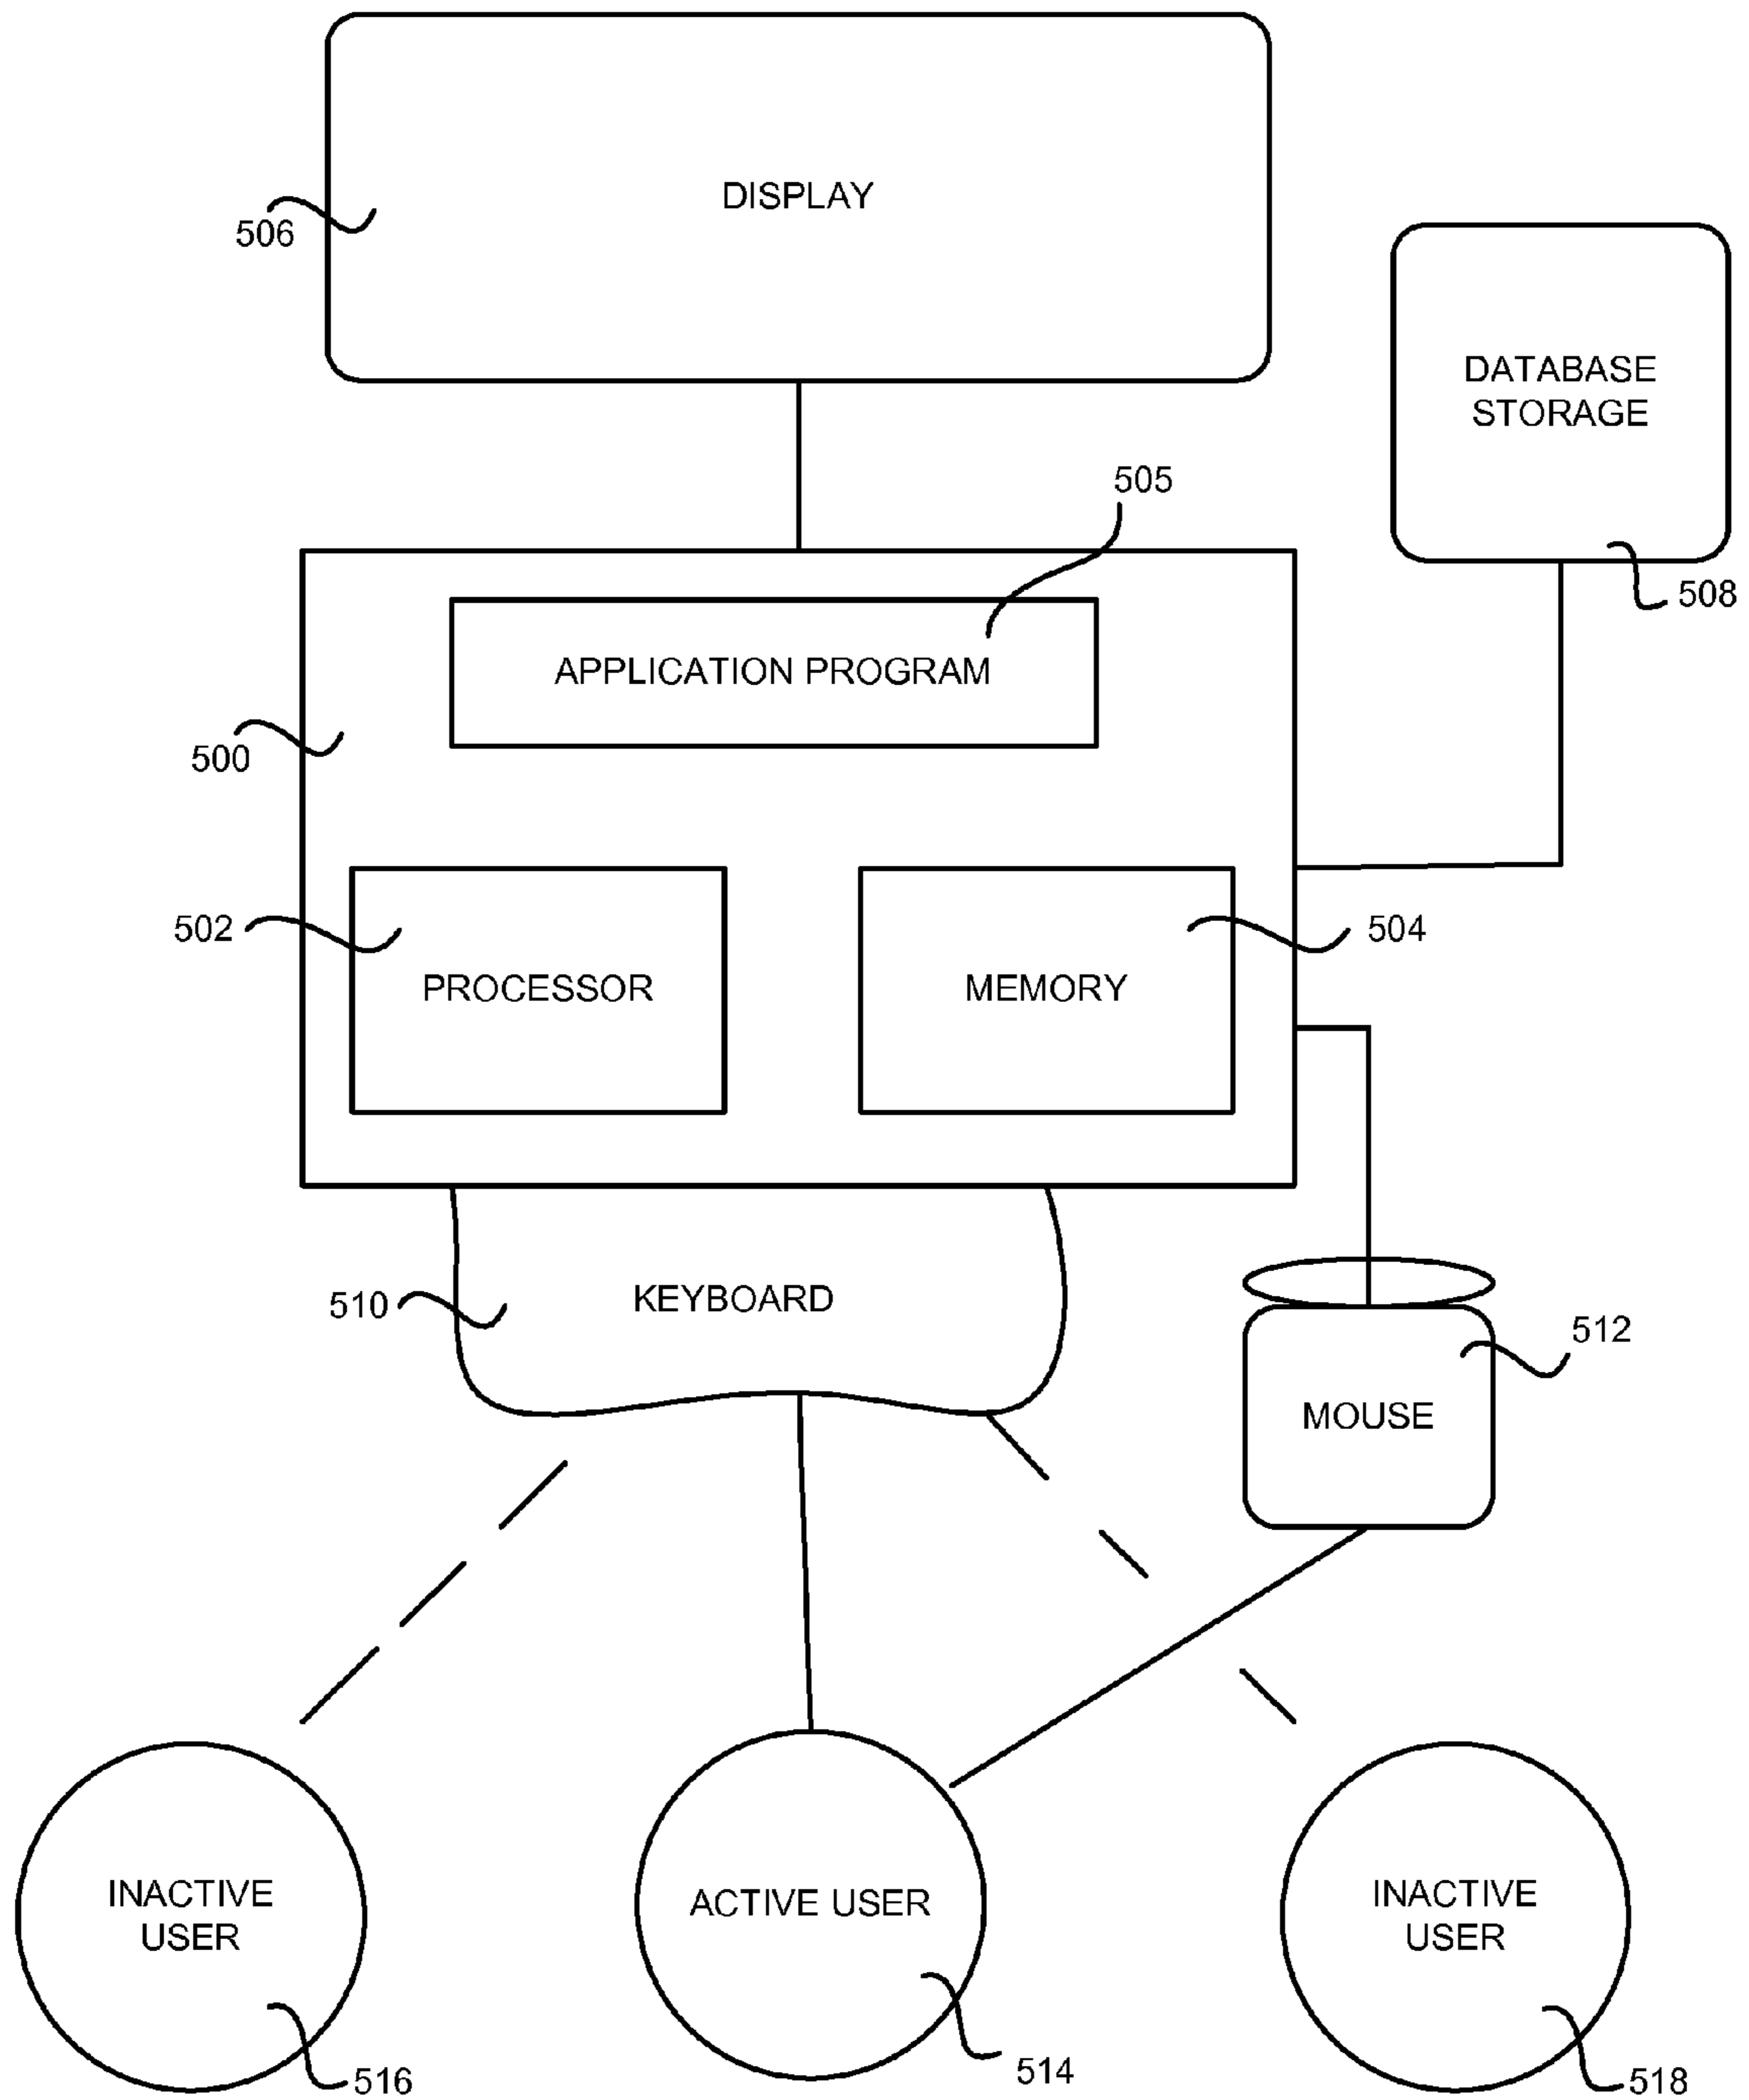 DISPLAY
506
DATABASE
STORAGE
508
505
APPLICATION PROGRAM
500
502
504
PROCESSOR
MEMORY
510
KEYBOARD
512
MOUSE
INACTIVE
USER
ACTIVE USER
INACTIVE
USER
516
514
518